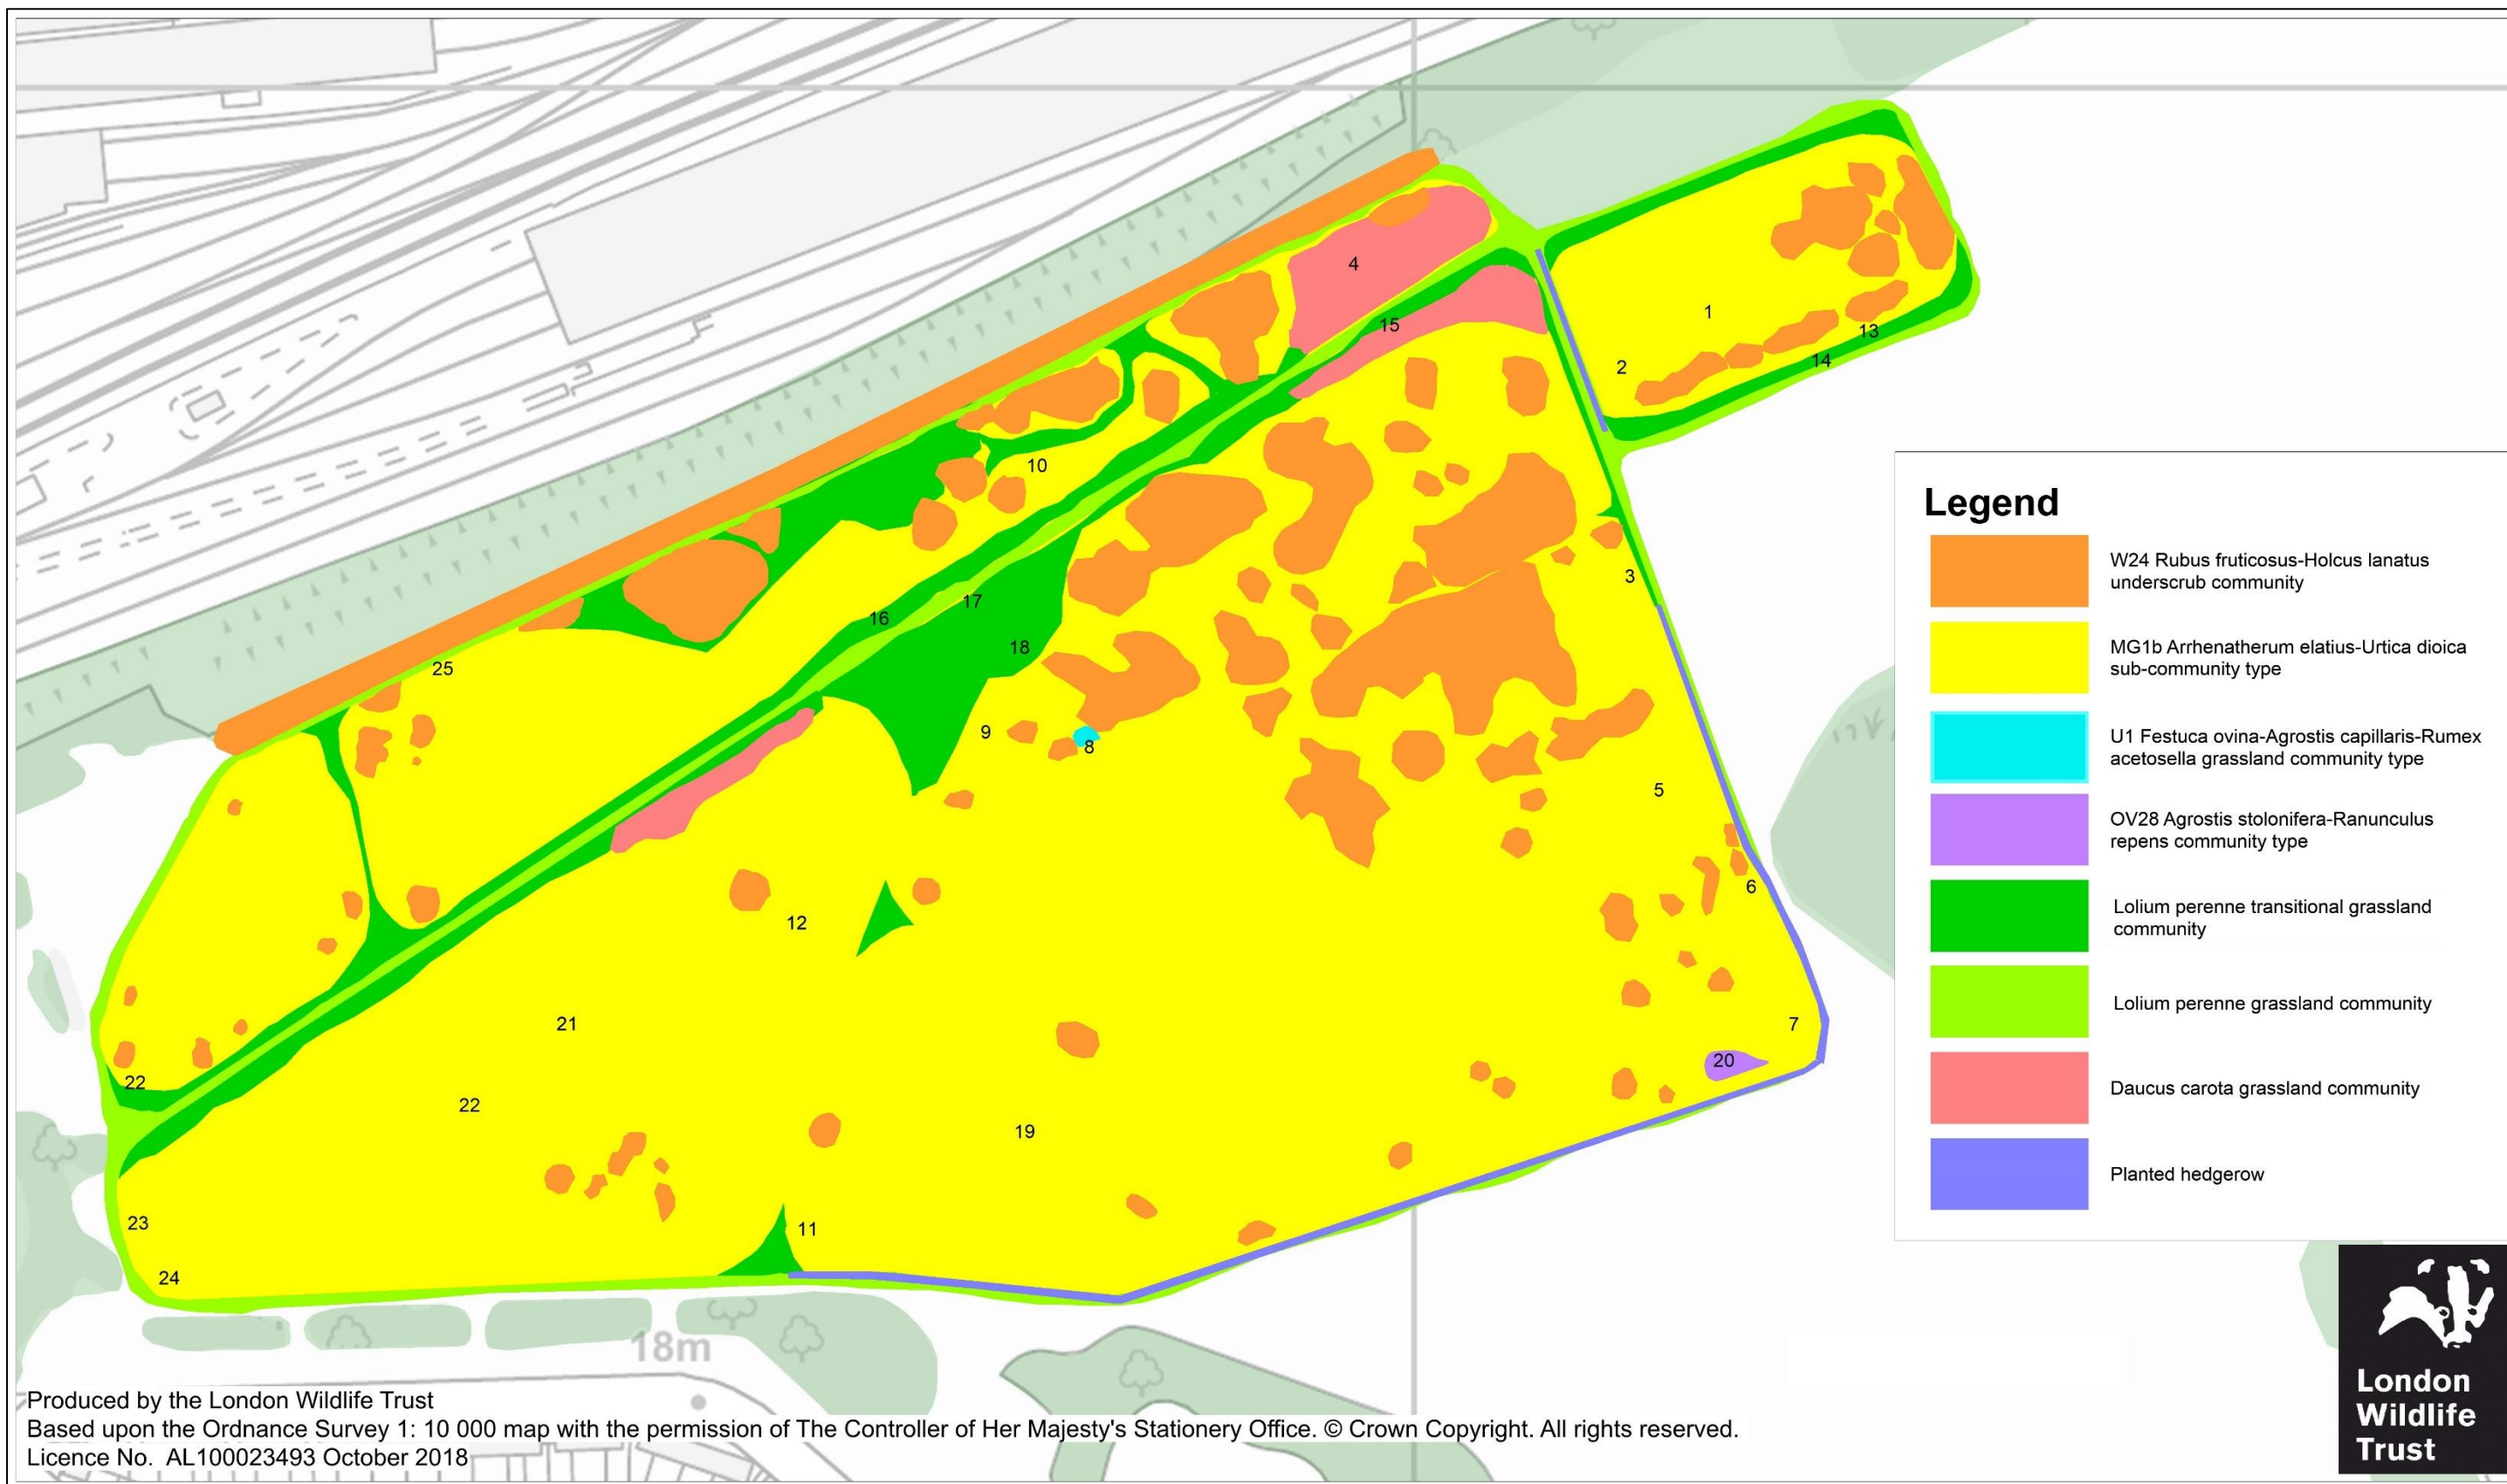 4
1
15
13
14
2
10
Legend
W24 Rubus fruticosus-Holcus lanatus
underscrub community
3
16
17
18
MG1b Arrhenatherum elatius-Urtica dioica
sub-community type
25
9
8
U1 Festuca ovina-Agrostis capillaris-Rumex
acetosella grassland community type
5
OV28 Agrostis stolonifera-Ranunculus
repens community type
6
12
Lolium perenne transitional grassland
community
21
7
Lolium perenne grassland community
20
22
22
19
Daucus carota grassland community
23
11
Planted hedgerow
24
18m
Produced by the London Wildlife Trust
Based upon the Ordnance Survey 1: 10 000 map with the permission of The Controller of Her Majesty's Stationery Office. © Crown Copyright. All rights reserved.
Licence No. AL100023493 October 2018
London
Wildlife
Trust